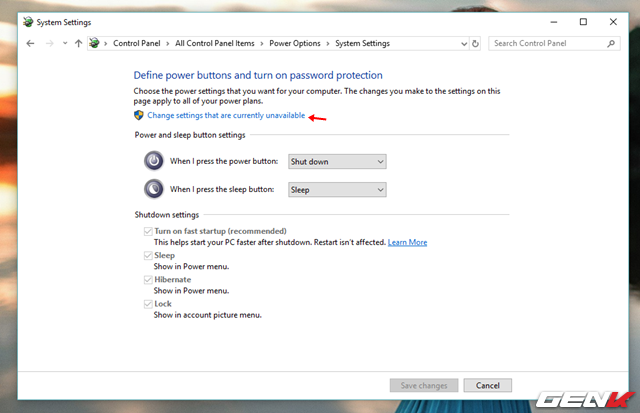 System Settings
Control Panel > All Control Panel Items > Power Options > System Settings
Search Control Panel
Define power buttons and turn on password protection
Choose the power settings that you want for your computer. The changes you make to the settings on this
page apply to all of your power plans.
Change settings that are currently unavailable
Power and sleep button settings
When I press the power button: Shut down
When I press the sleep button: Sleep
Shutdown settings
Turn on fast startup (recommended)
This helps start your PC faster after shutdown. Restart isn't affected. Learn More
Sleep
Show in Power menu.
Hibernate
Show in Power menu.
Lock
Show in account picture menu.
Save changes Cancel
GENK